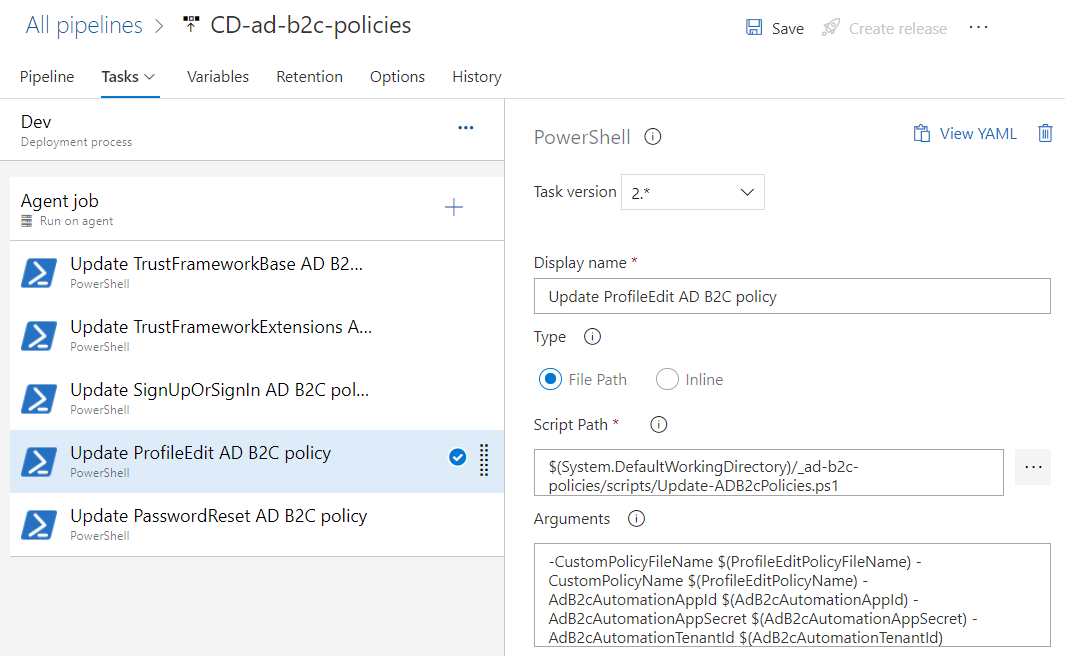 All pipelines > CD-ad-b2c-policies
Save
Create release
...
Pipeline
Tasks
Variables
Retention
Options
History
Dev
...
Deployment process
Agent job
Run on agent
Update TrustFrameworkBase AD B2...
PowerShell
Update TrustFrameworkExtensions A...
PowerShell
Update SignUpOrSignIn AD B2C pol...
PowerShell
Update ProfileEdit AD B2C policy
PowerShell
Update PasswordReset AD B2C policy
PowerShell
PowerShell
View YAML
Task version
2.*
Display name *
Update ProfileEdit AD B2C policy
Type
File Path
Inline
Script Path *
$(System.DefaultWorkingDirectory)/_ad-b2c-
policies/scripts/Update-ADB2cPolicies.ps1
...
Arguments
-CustomPolicyFileName $(ProfileEditPolicyFileName) -
CustomPolicyName $(ProfileEditPolicyName) -
AdB2cAutomationAppId $(AdB2cAutomationAppId) -
AdB2cAutomationAppSecret $(AdB2cAutomationAppSecret) -
AdB2cAutomationTenantId $(AdB2cAutomationTenantId)